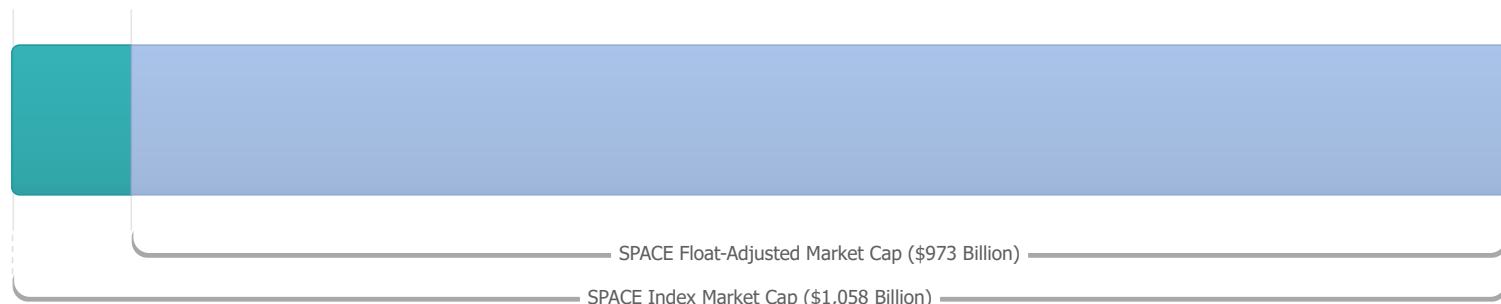 SPACE Float-Adjusted Market Cap ($973 Billion)
SPACE Index Market Cap ($1,058 Billion)